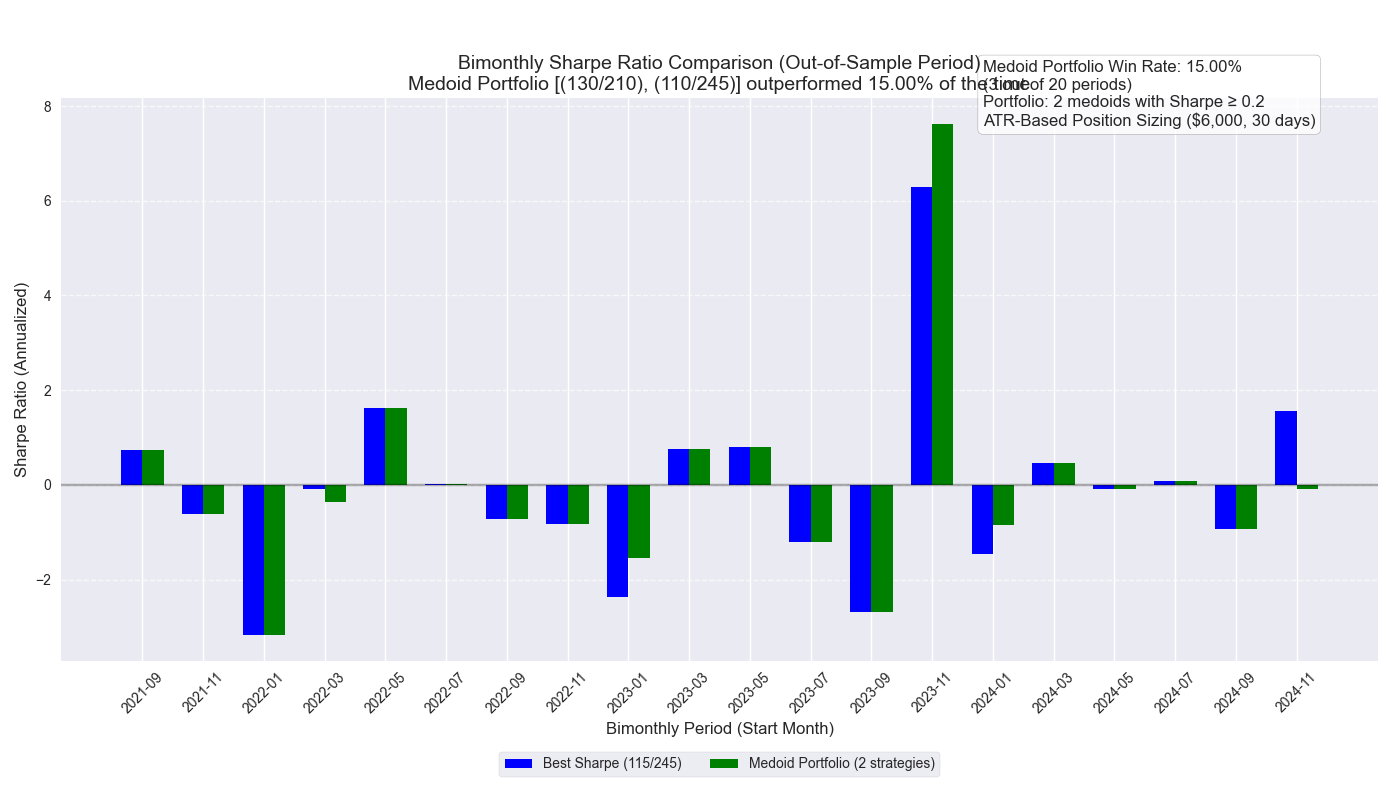 Bimonthly Sharpe Ratio Comparison (Out-of-Sample Period)
Medoid Portfolio [(130/210), (110/245)] outperformed 15.00% of the time
Medoid Portfolio Win Rate: 15.00%
(3 out of 20 periods)
Portfolio: 2 medoids with Sharpe ≥ 0.2
ATR-Based Position Sizing ($6,000, 30 days)
Sharpe Ratio (Annualized)
8
6
4
2
0
−2
2021-09
2021-11
2022-01
2022-03
2022-05
2022-07
2022-09
2022-11
2023-01
2023-03
2023-05
2023-07
2023-09
2023-11
2024-01
2024-03
2024-05
2024-07
2024-09
2024-11
Bimonthly Period (Start Month)
Best Sharpe (115/245)
Medoid Portfolio (2 strategies)